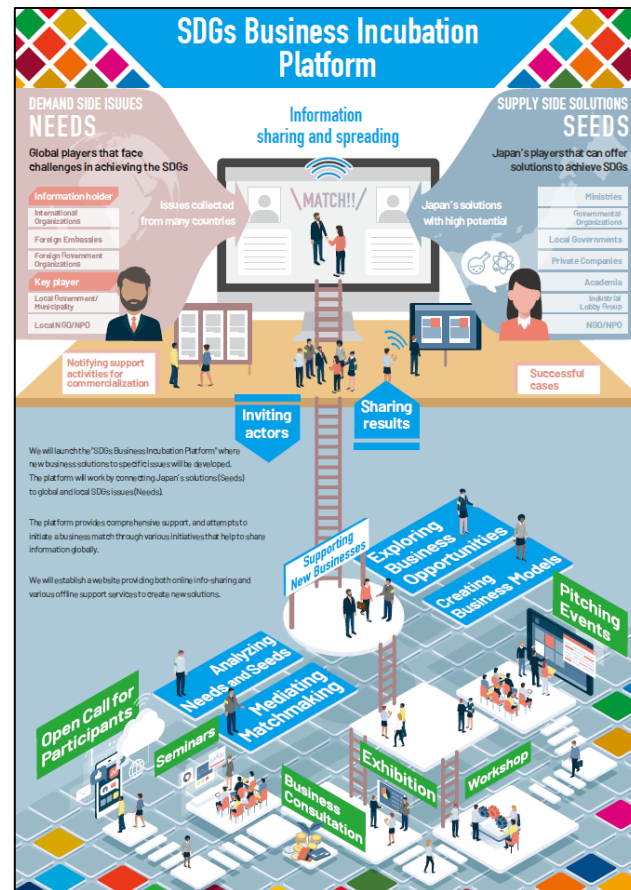 SDGs Business Incubation
Platform
DEMAND SIDE ISUUES
NEEDS
Global players that face
challenges in achieving the SDGs
Information holder
International
Organizations
Foreign Embassies
Foreign Government
Organizations
Key player
Local Government/
Municipality
Local NGO/NPO
Issues collected
from many countries
Information
sharing and spreading
\MATCH!!/
SUPPLY SIDE SOLUTIONS
SEEDS
Japan's players that can offer
solutions to achieve SDGs
Japan's solutions
with high potential
Ministries
Governmental
Organizations
Local Governments
Private Companies
Academia
Industrial
Lobby Group
NGO/NPO
Notifying support
activities for
commercialization
Successful
cases
Inviting
actors
Sharing
results
We will launch the "SDGs Business Incubation Platform" where
new business solutions to specific issues will be developed.
The platform will work by connecting Japan's solutions(Seeds)
to global and local SDGs issues(Needs).
The platform provides comprehensive support, and attempts to
initiate a business match through various initiatives that help to share
information globally.
We will establish a website providing both online info-sharing and
various offline support services to create new solutions.
Supporting
New Businesses
Exploring
Business
Opportunities
Creating
Business Models
Pitching
Events
Analyzing
Needs and Seeds
Mediating
Matchmaking
Open Call for
Participants
Seminars
Business
Consultation
Exhibition
Workshop